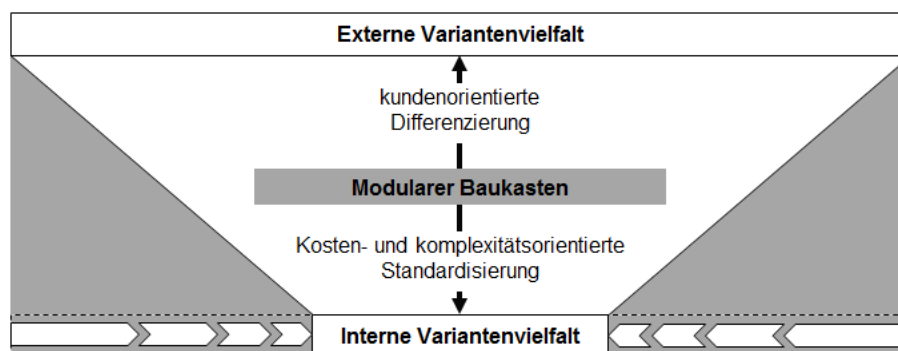 Externe Variantenvielfalt
kundenorientierte
Differenzierung
Modularer Baukasten
Kosten- und komplexitätsorientierte
Standardisierung
Interne Variantenvielfalt